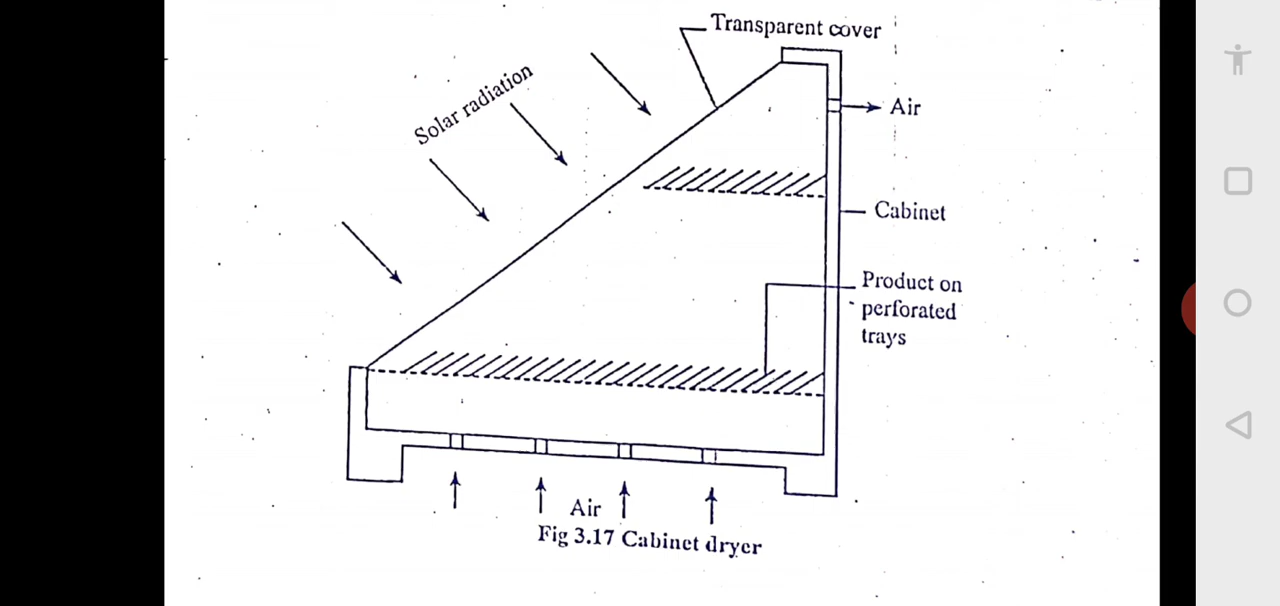 Transparent cover
Solar radiation
Air
Cabinet
Product on
perforated
trays
Air
Fig 3.17 Cabinet dryer